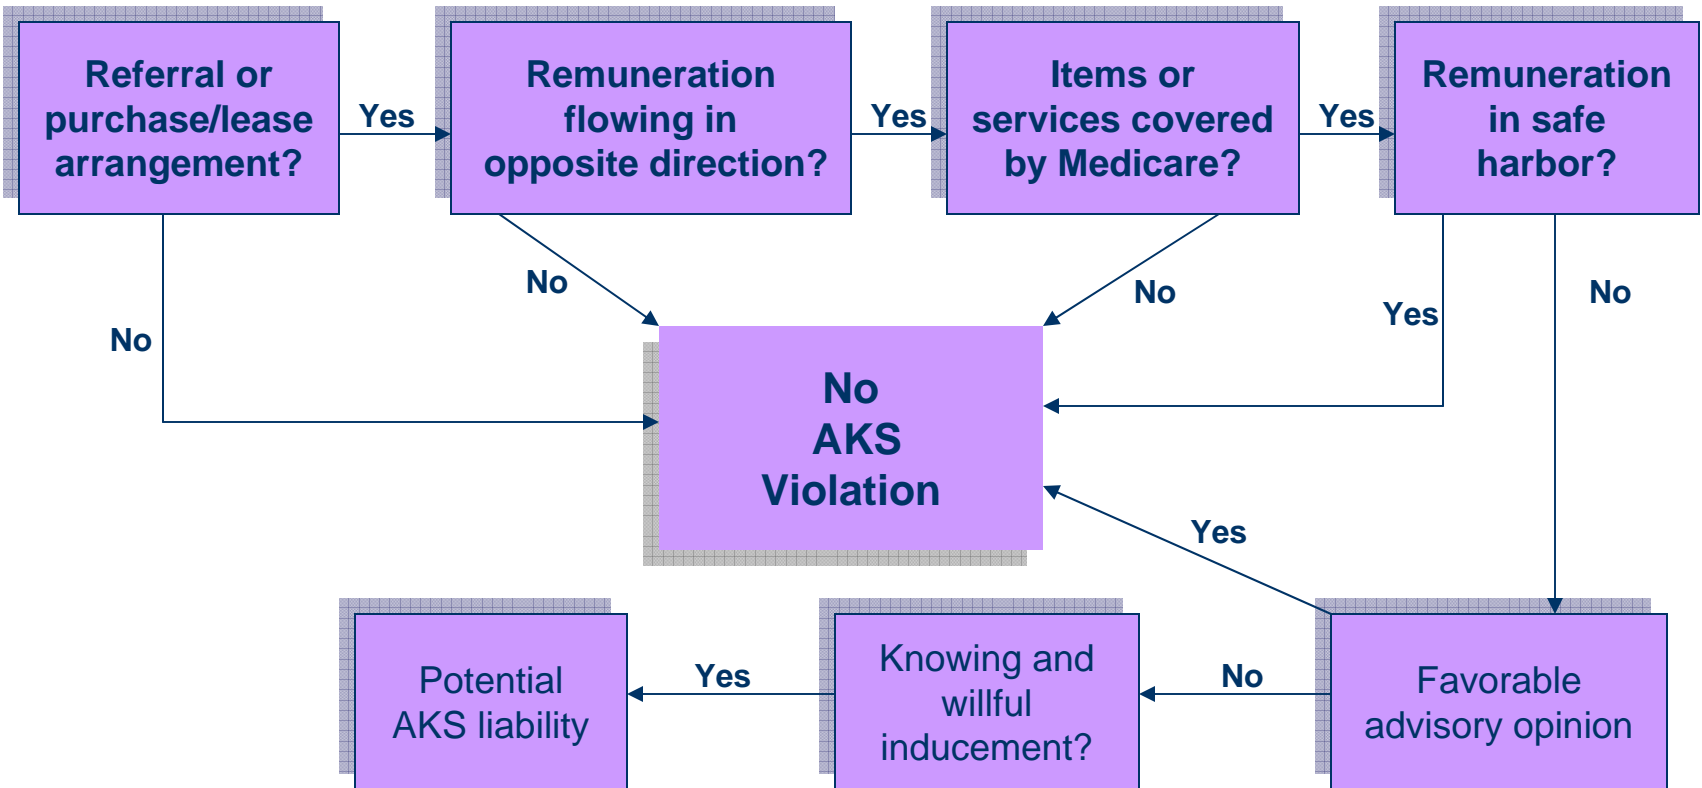 Referral or
purchase/lease
arrangement?
Yes
Remuneration
flowing in
opposite direction?
Yes
Items or
services covered
by Medicare?
Yes
Remuneration
in safe
harbor?
No
No
No
Yes
No
No
AKS
Violation
Yes
Potential
AKS liability
Yes
Knowing and
willful
inducement?
No
Favorable
advisory opinion